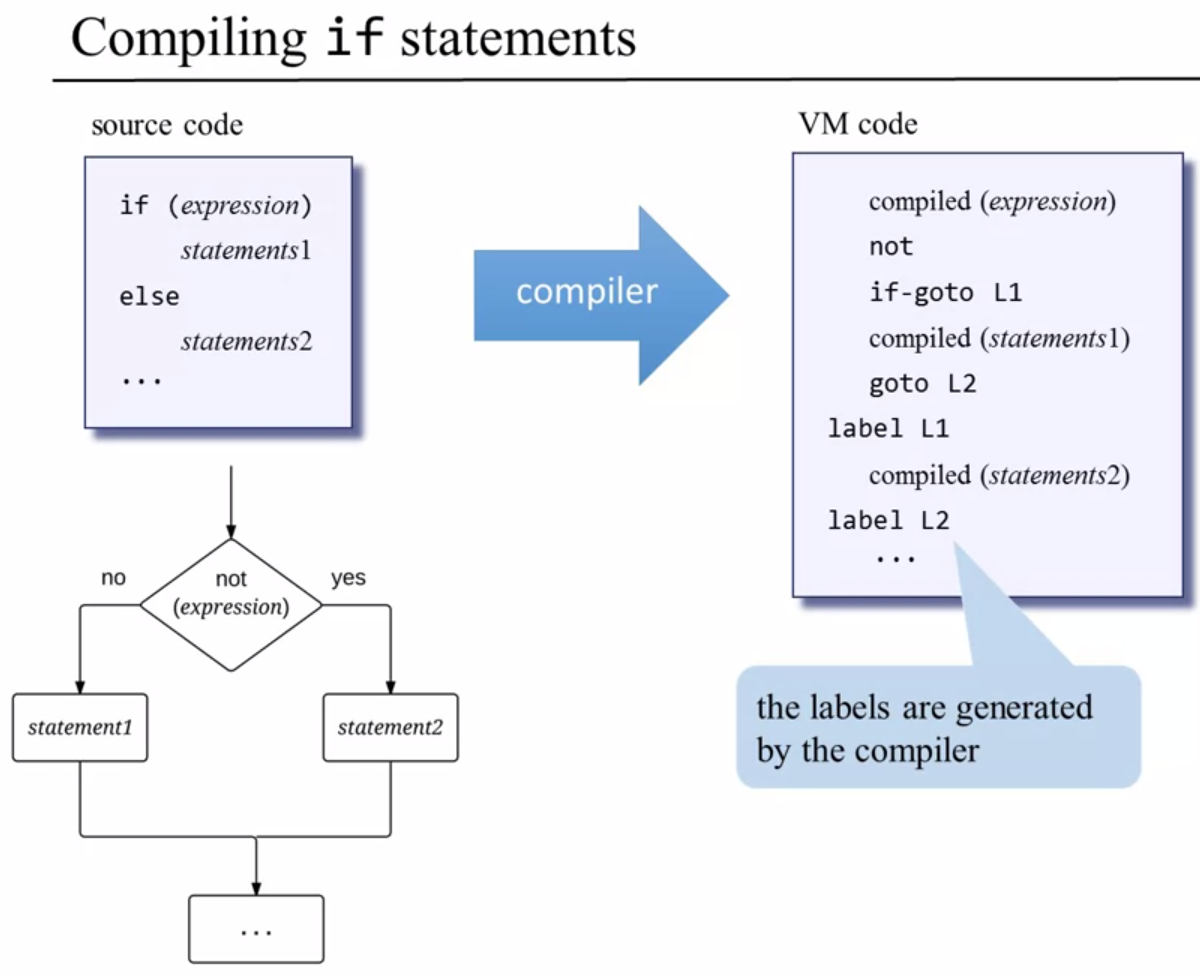 Compiling if statements
source code
if (expression)
statements1
else
statements2
...
compiler
VM code
compiled (expression)
not
if-goto L1
compiled (statements1)
goto L2
label L1
compiled (statements2)
label L2
...
the labels are generated
by the compiler
no
not
(expression)
yes
statement1
statement2
...